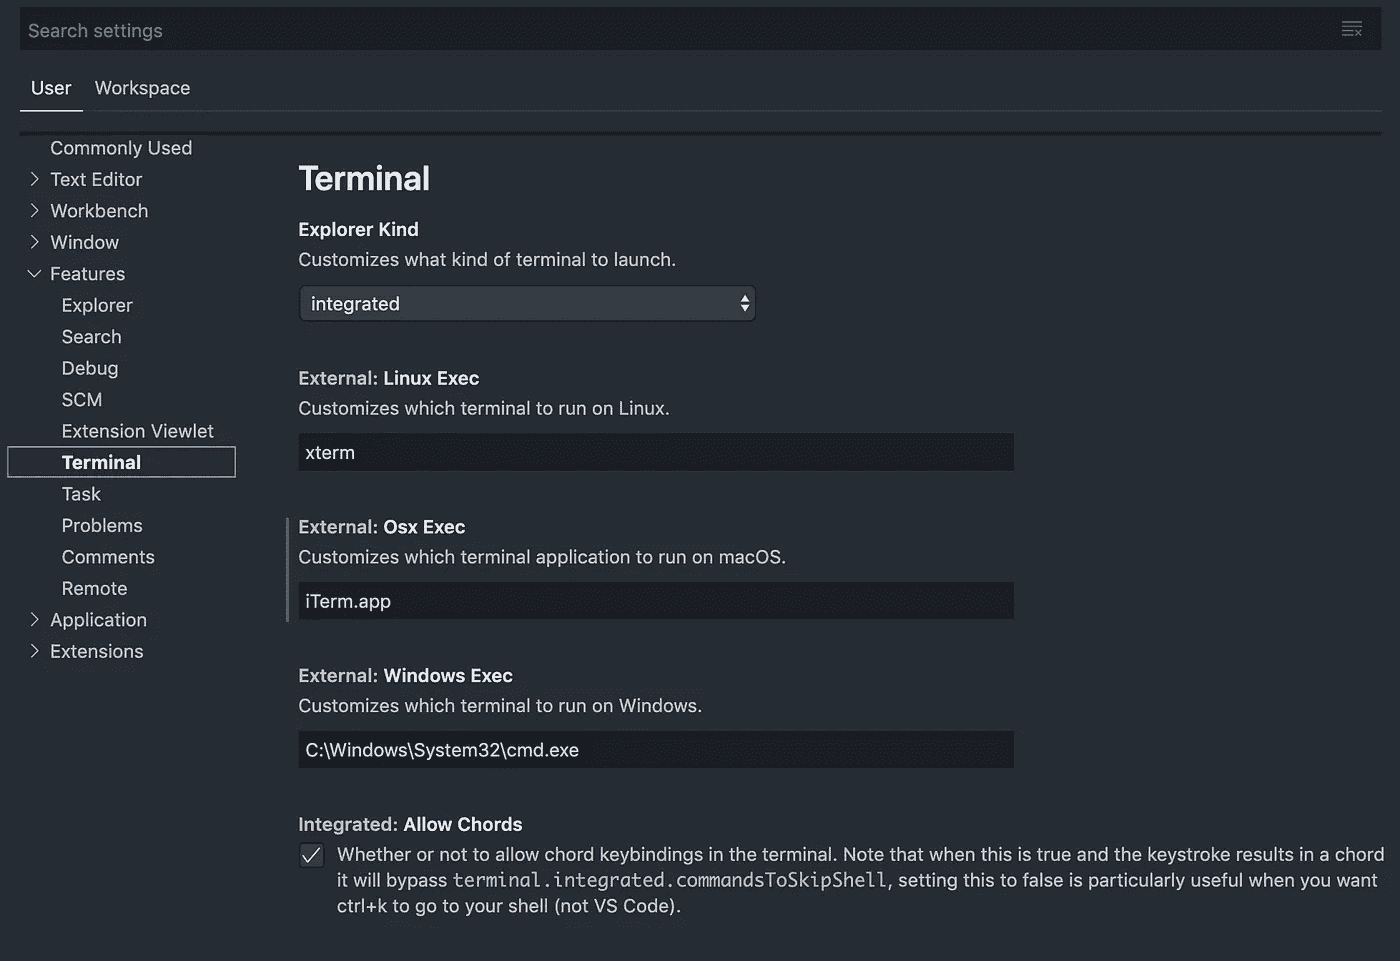 Search settings
User Workspace
Commonly Used
Text Editor
Workbench
Window
Features
Explorer
Search
Debug
SCM
Extension Viewlet
Terminal
Task
Problems
Comments
Remote
Application
Extensions
Terminal
Explorer Kind
Customizes what kind of terminal to launch.
integrated
External: Linux Exec
Customizes which terminal to run on Linux.
xterm
External: Osx Exec
Customizes which terminal application to run on macOS.
iTerm.app
External: Windows Exec
Customizes which terminal to run on Windows.
C:\Windows\System32\cmd.exe
Integrated: Allow Chords
Whether or not to allow chord keybindings in the terminal. Note that when this is true and the keystroke results in a chord
it will bypass terminal.integrated.commandsToSkipShell, setting this to false is particularly useful when you want
ctrl+k to go to your shell (not VS Code).